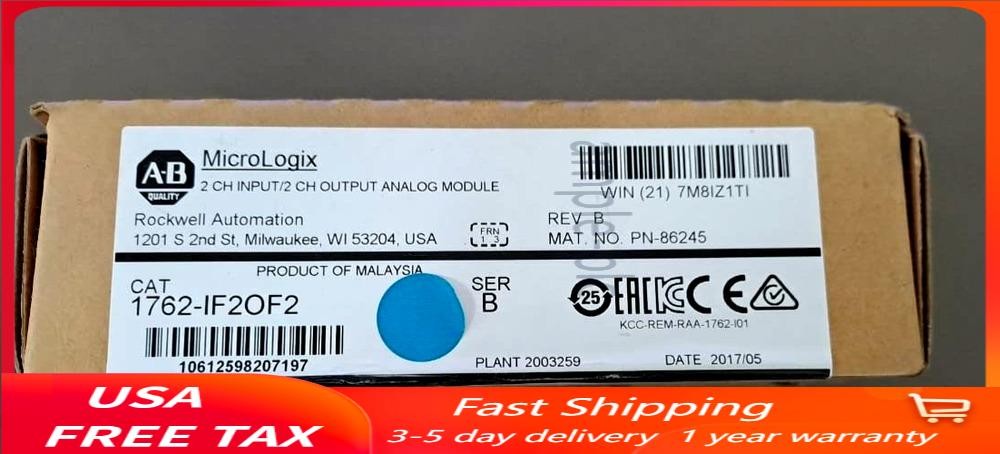 A-B
QUALITY
MicroLogix
2 CH INPUT/2 CH OUTPUT ANALOG MODULE
Rockwell Automation
1201 S 2nd St, Milwaukee, WI 53204, USA
FRN
1. 3
WIN (21) 7M8IZ1TI
REV B
MAT. NO. PN-86245
PRODUCT OF MALAYSIA
CAT
1762-IF2OF2
10612598207197
SER
B
25
EAC
KC
CE
KCC-REM-RAA-1762-I01
PLANT 2003259
DATE 2017/05
USA
FREE TAX
Fast Shipping
3-5 day delivery 1 year warranty